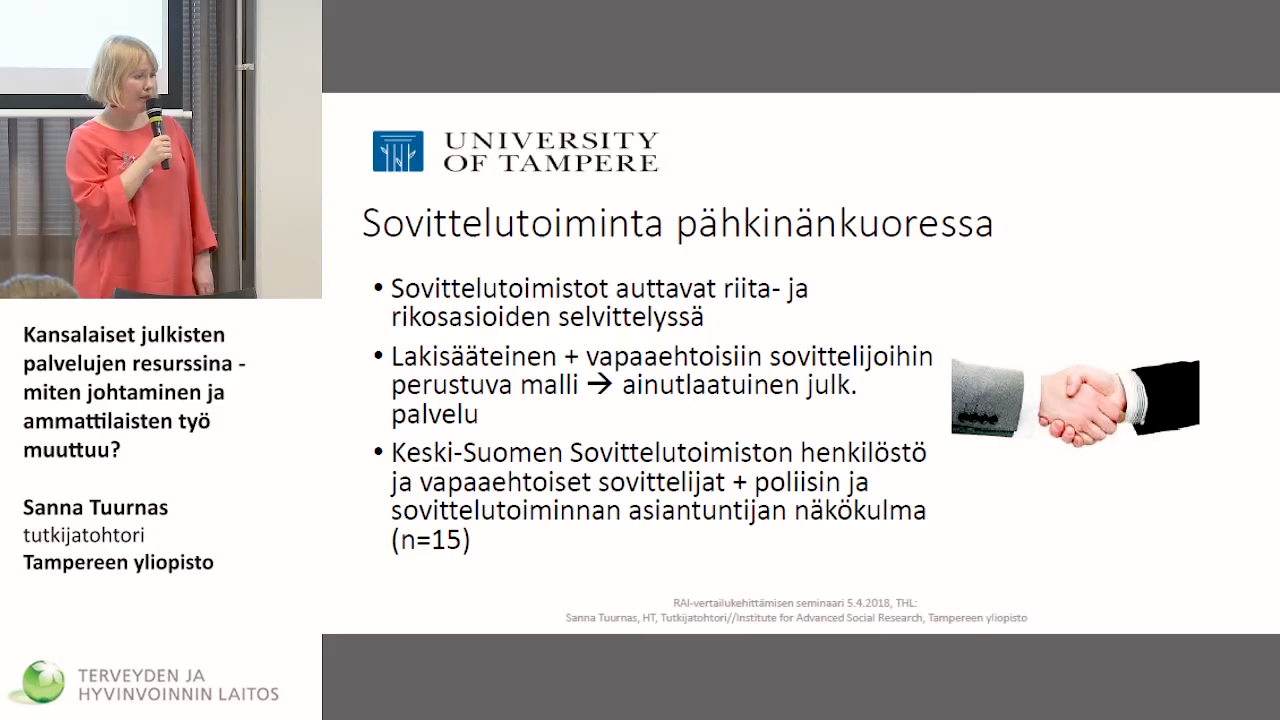 Kansalaiset julkisten
palvelujen resurssina -
miten johtaminen ja
ammattilaisten työ
muuttuu?
Sanna Tuurnas
tutkijatohtori
Tampereen yliopisto
TERVEYDEN JA
HYVINVOINNIN LAITOS
UNIVERSITY
OF TAMPERE
Sovittelutoiminta pähkinänkuoressa
• Sovittelutoimistot auttavat riita- ja
rikosasioiden selvittelyssä
• Lakisääteinen + vapaaehtoisiin sovittelijoihin
perustuva malli → ainutlaatuinen julk.
palvelu
• Keski-Suomen Sovittelutoimiston henkilöstö
ja vapaaehtoiset sovittelijat + poliisin ja
sovittelutoiminnan asiantuntijan näkökulma
(n=15)
RAI-vertailukehittämisen seminaari 5.4.2018, THL:
Sanna Tuurnas, HT, Tutkijatohtori//Institute for Advanced Social Research, Tampereen yliopisto